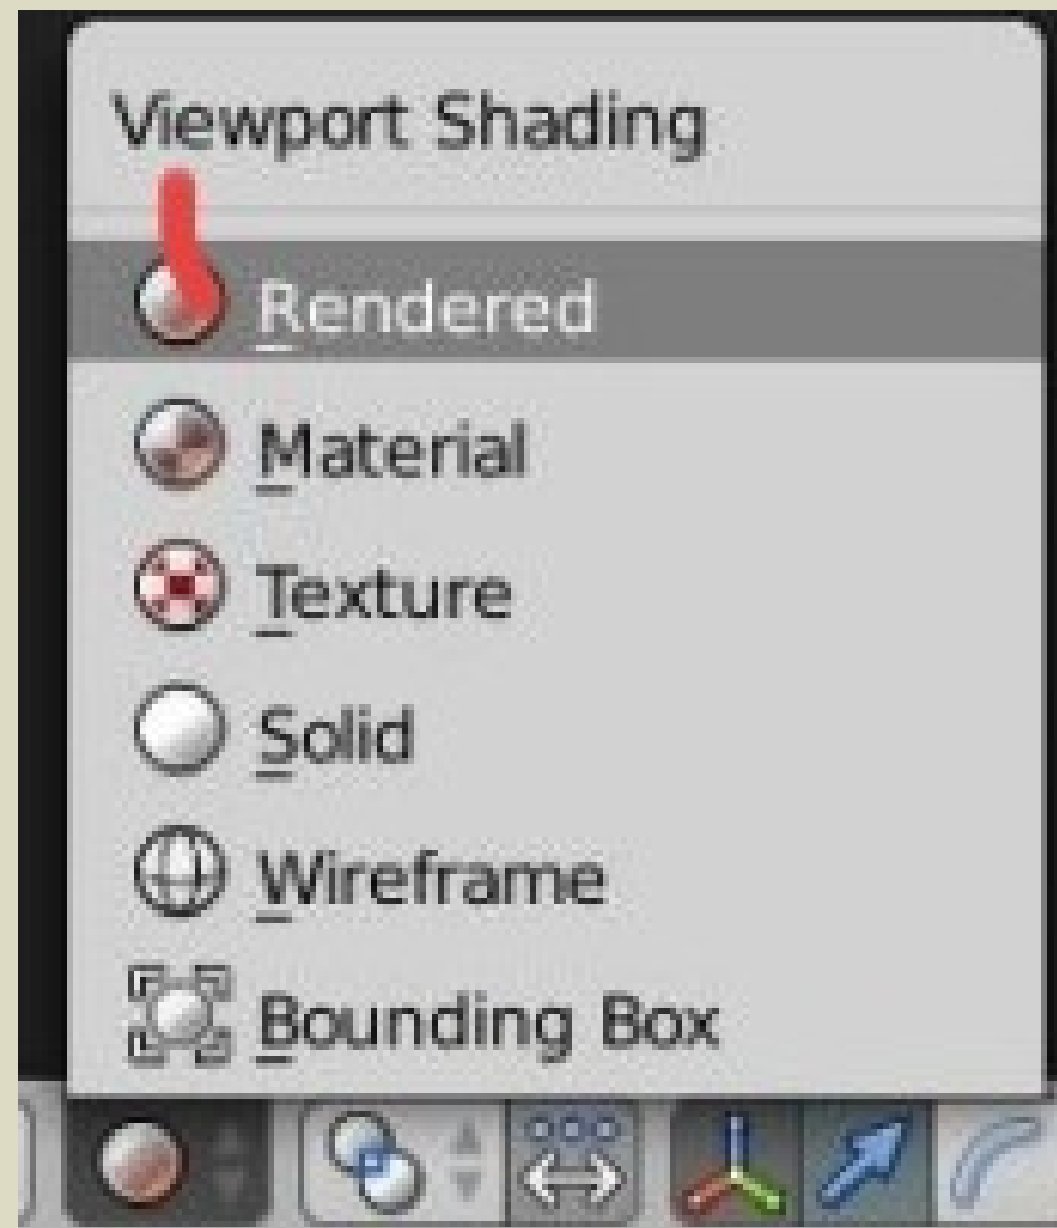 Viewport Shading
Rendered
Material
Texture
Solid
Wireframe
Bounding Box